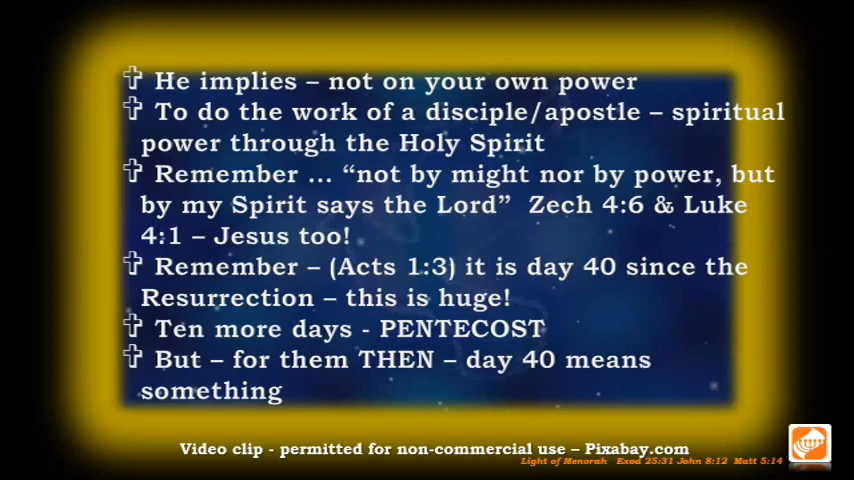 ✞ He implies – not on your own power
✞ To do the work of a disciple/apostle – spiritual
power through the Holy Spirit
✞ Remember … “not by might nor by power, but
by my Spirit says the Lord”  Zech 4:6 & Luke
4:1 – Jesus too!
✞ Remember – (Acts 1:3) it is day 40 since the
Resurrection – this is huge!
✞ Ten more days - PENTECOST
✞ But – for them THEN – day 40 means
something
Video clip - permitted for non-commercial use – Pixabay.com
Light of Menorah  Exod 25:31 John 8:12  Matt 5:14